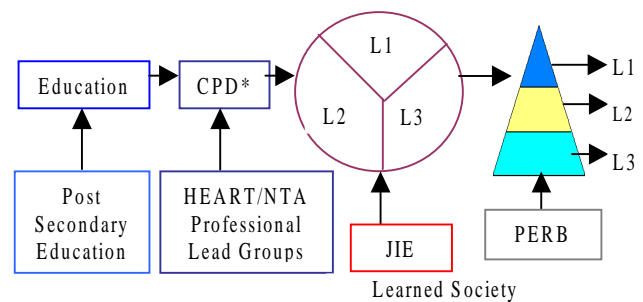 L1
Education
CPD*
L1
L2
L2
L3
L3
Post
Secondary
Education
HEART/NTA
Professional
Lead Groups
JIE
PERB
Learned Society